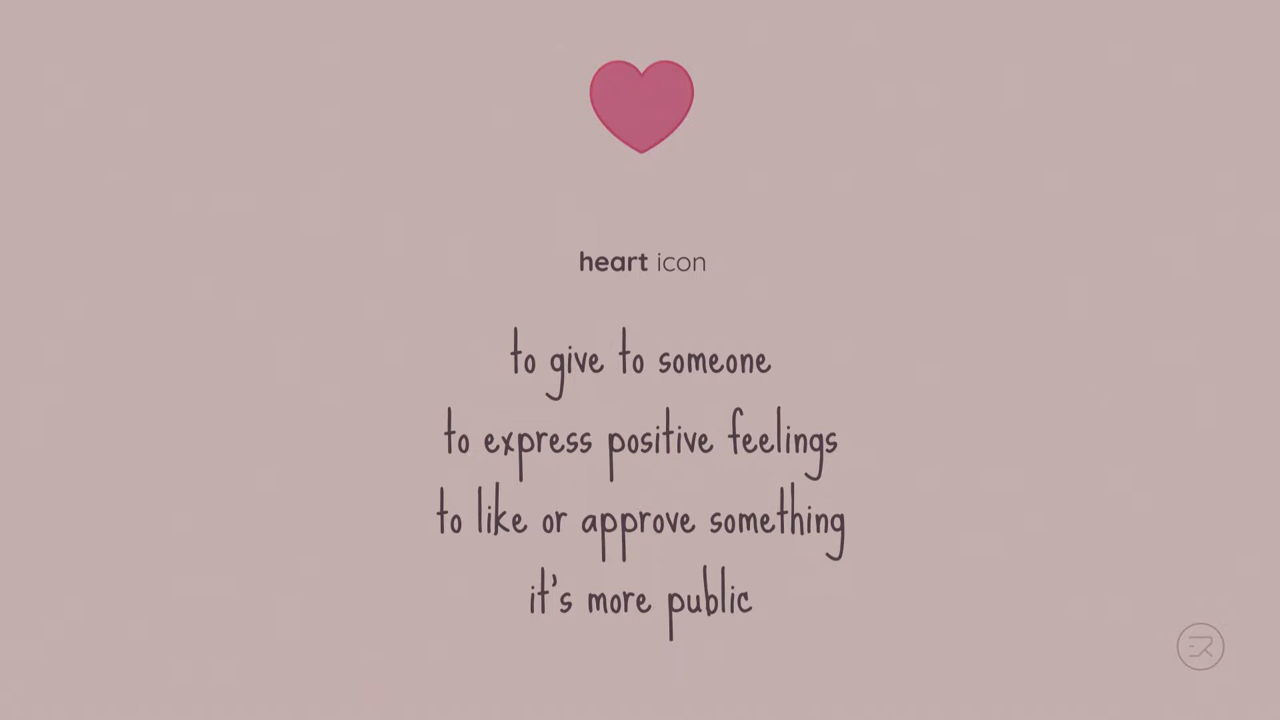 heart icon
to give to someone
to express positive feelings
to like or approve something
it's more public